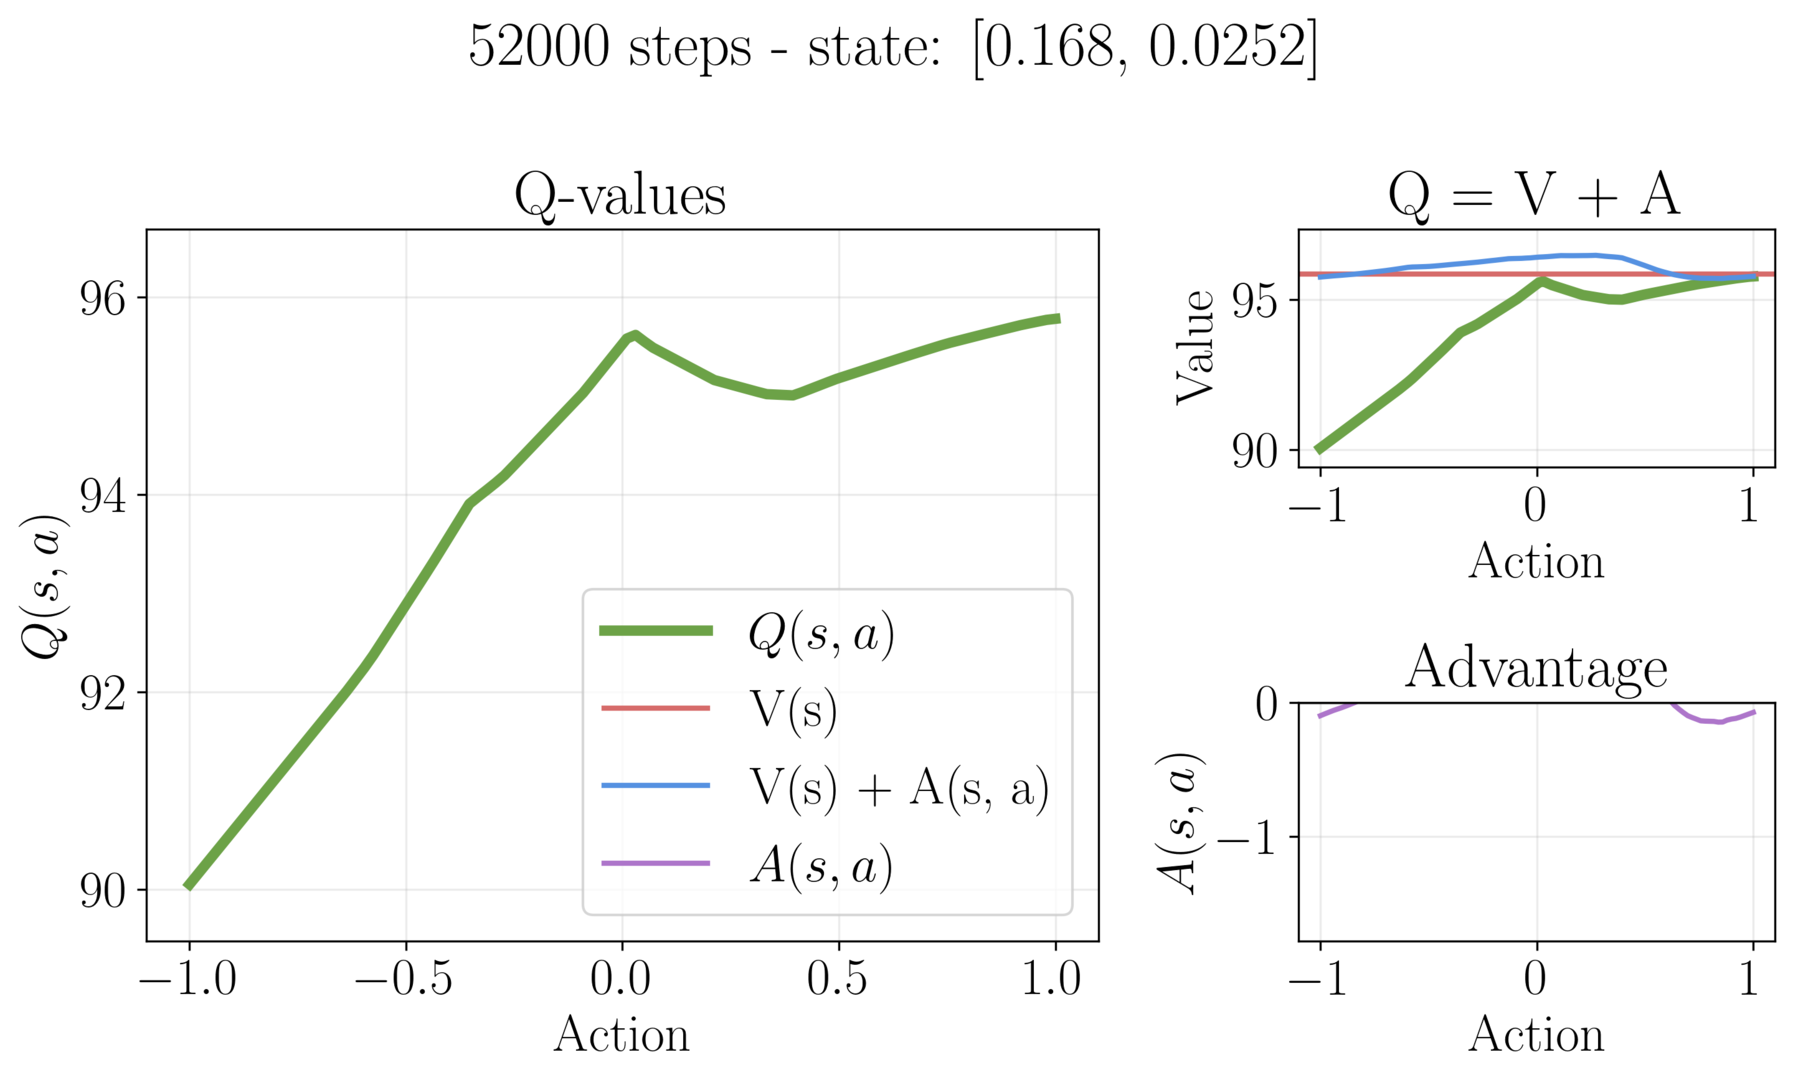 52000 steps - state: [0.168, 0.0252]
Q-values
Q(s, a)
96
94
92
90
−1.0 −0.5 0.0 0.5 1.0
Action
Q(s, a)
V(s)
V(s) + A(s, a)
A(s, a)
Q = V + A
Value
95
90
−1 0 1
Action
Advantage
A(s, a)
0
−1
−1 0 1
Action